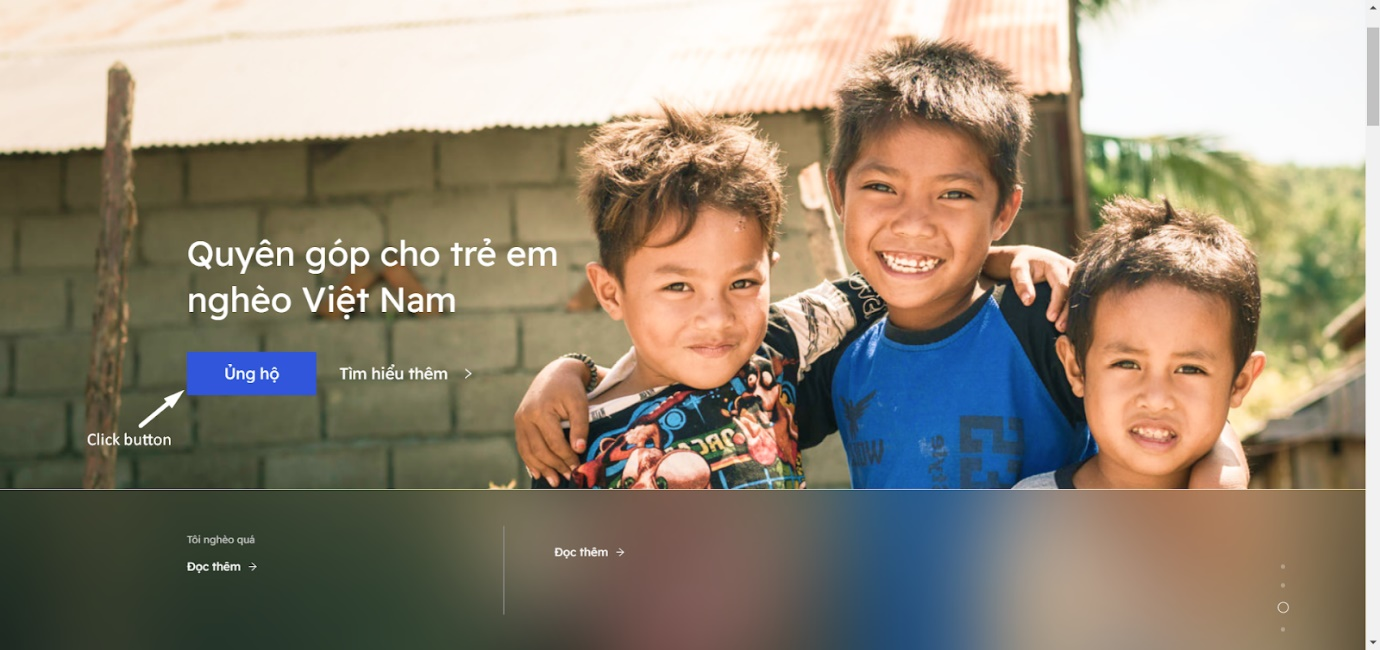 Quyên góp cho trẻ em
nghèo Việt Nam
Ủng hộ
Tìm hiểu thêm >
Click button
Tôi nghèo quá
Đọc thêm →
Đọc thêm →